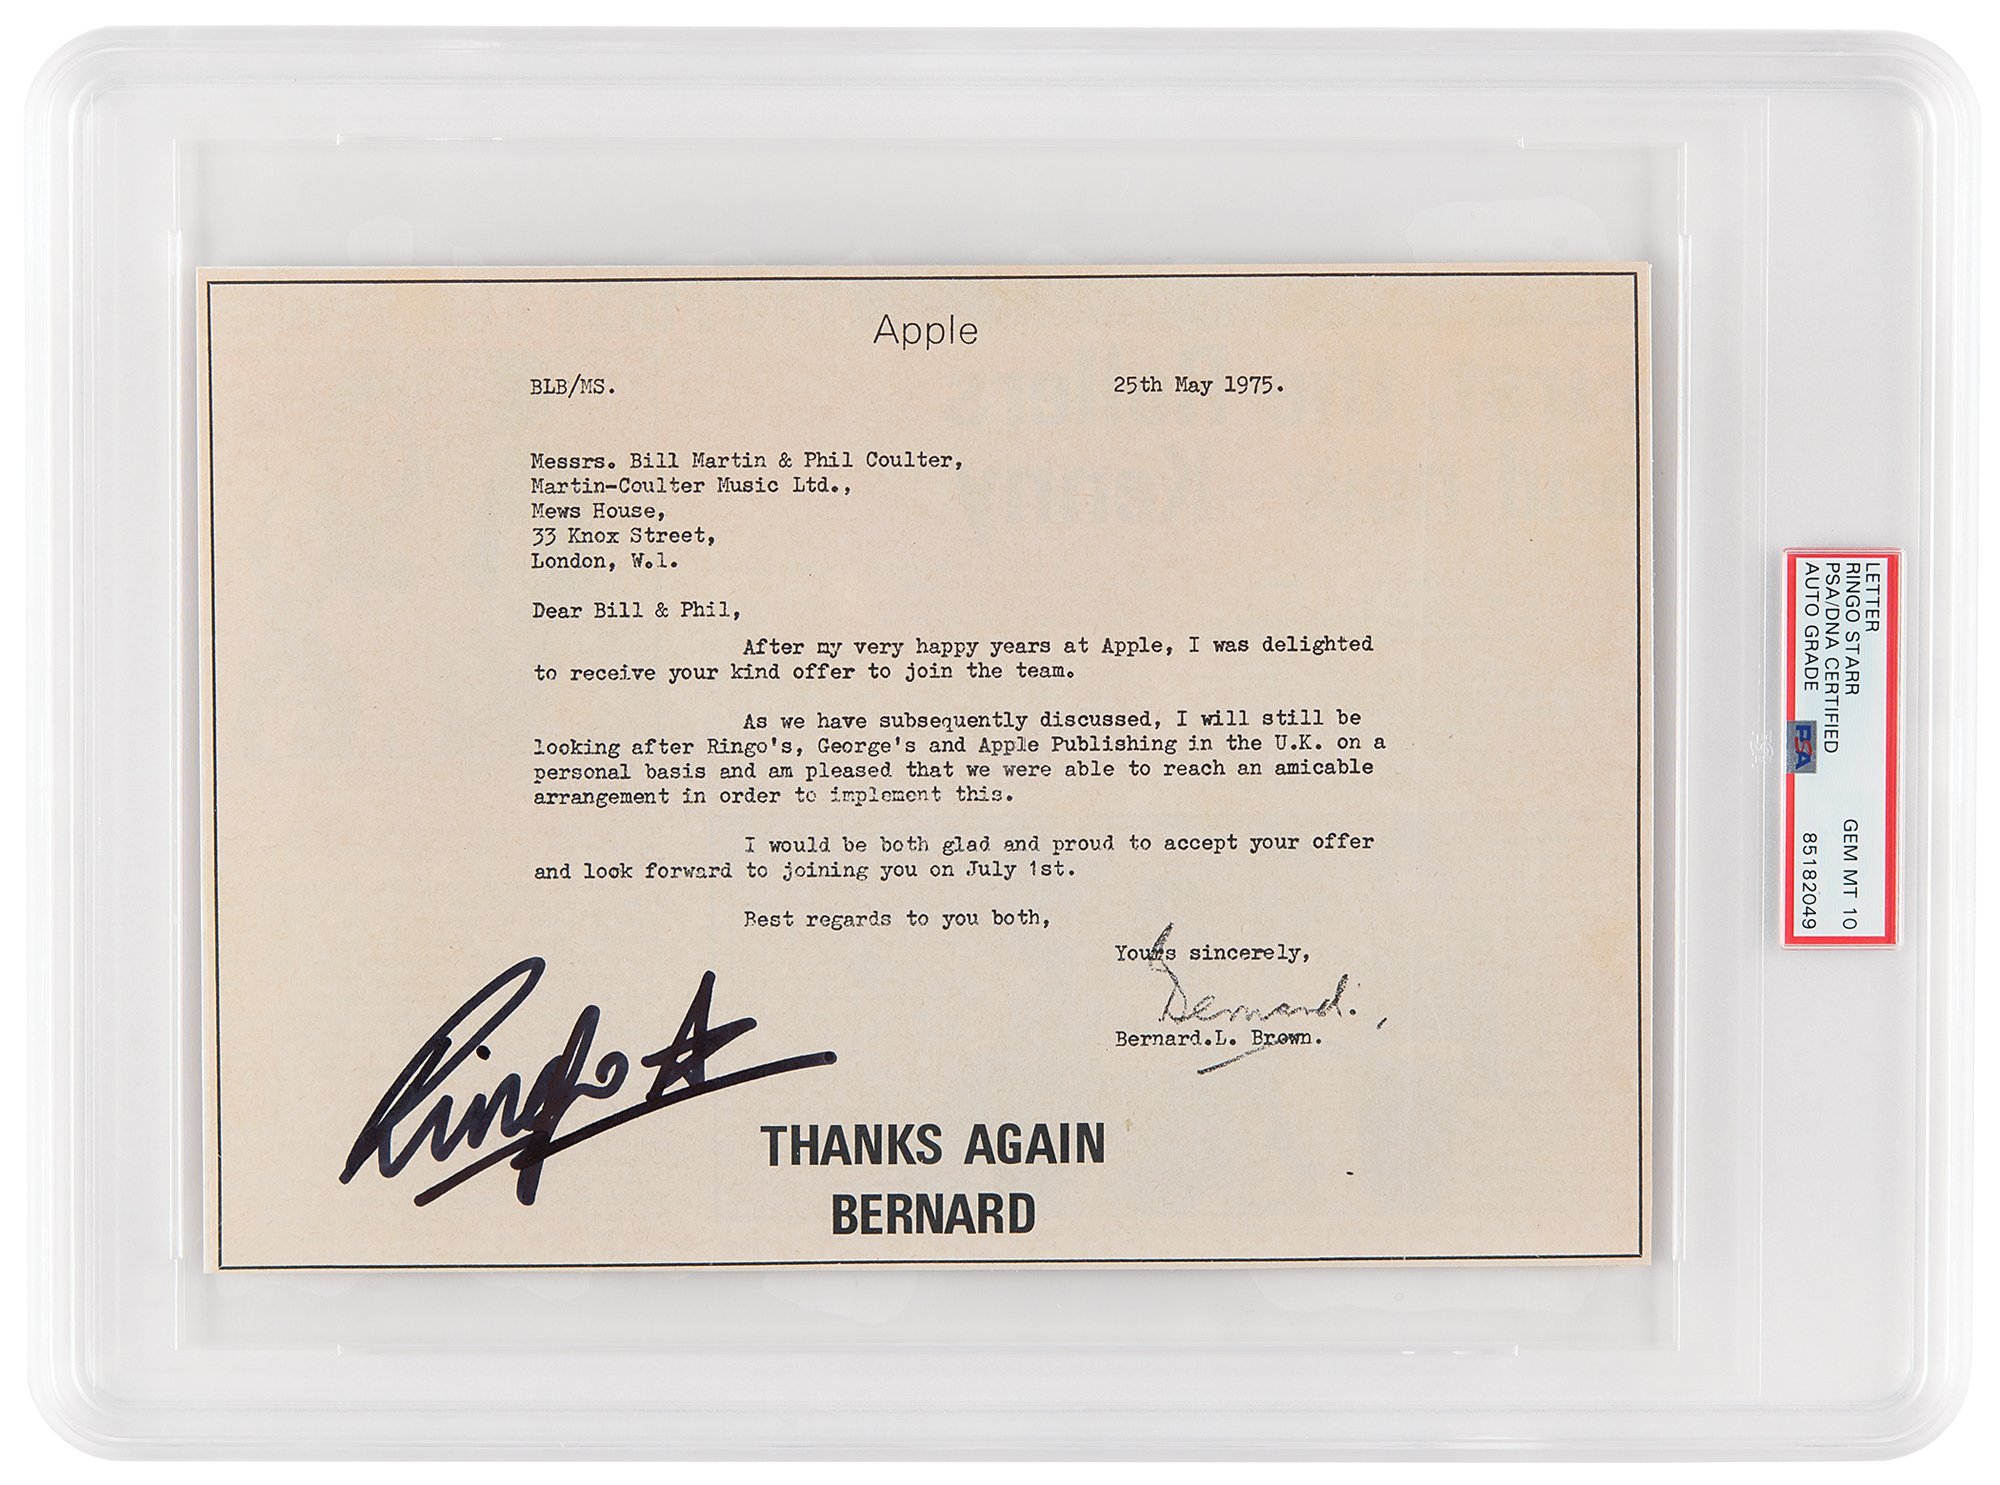 Apple
BLB/MS.
25th May 1975.
Messrs. Bill Martin & Phil Coulter,
Martin-Coulter Music Ltd.,
Mews House,
33 Knox Street,
London, W.1.
Dear Bill & Phil,
After my very happy years at Apple, I was delighted
to receive your kind offer to join the team.
As we have subsequently discussed, I will still be
looking after Ringo's, George's and Apple Publishing in the U.K. on a
personal basis and am pleased that we were able to reach an amicable
arrangement in order to implement this.
I would be both glad and proud to accept your offer
and look forward to joining you on July 1st.
Best regards to you both,
Yours sincerely,
Bernard.
Bernard.L. Brown.
Ringo
THANKS AGAIN
BERNARD
LETTER
RINGO STARR
PSA/DNA CERTIFIED
AUTO GRADE
PSA
GEM MT 10
85182049